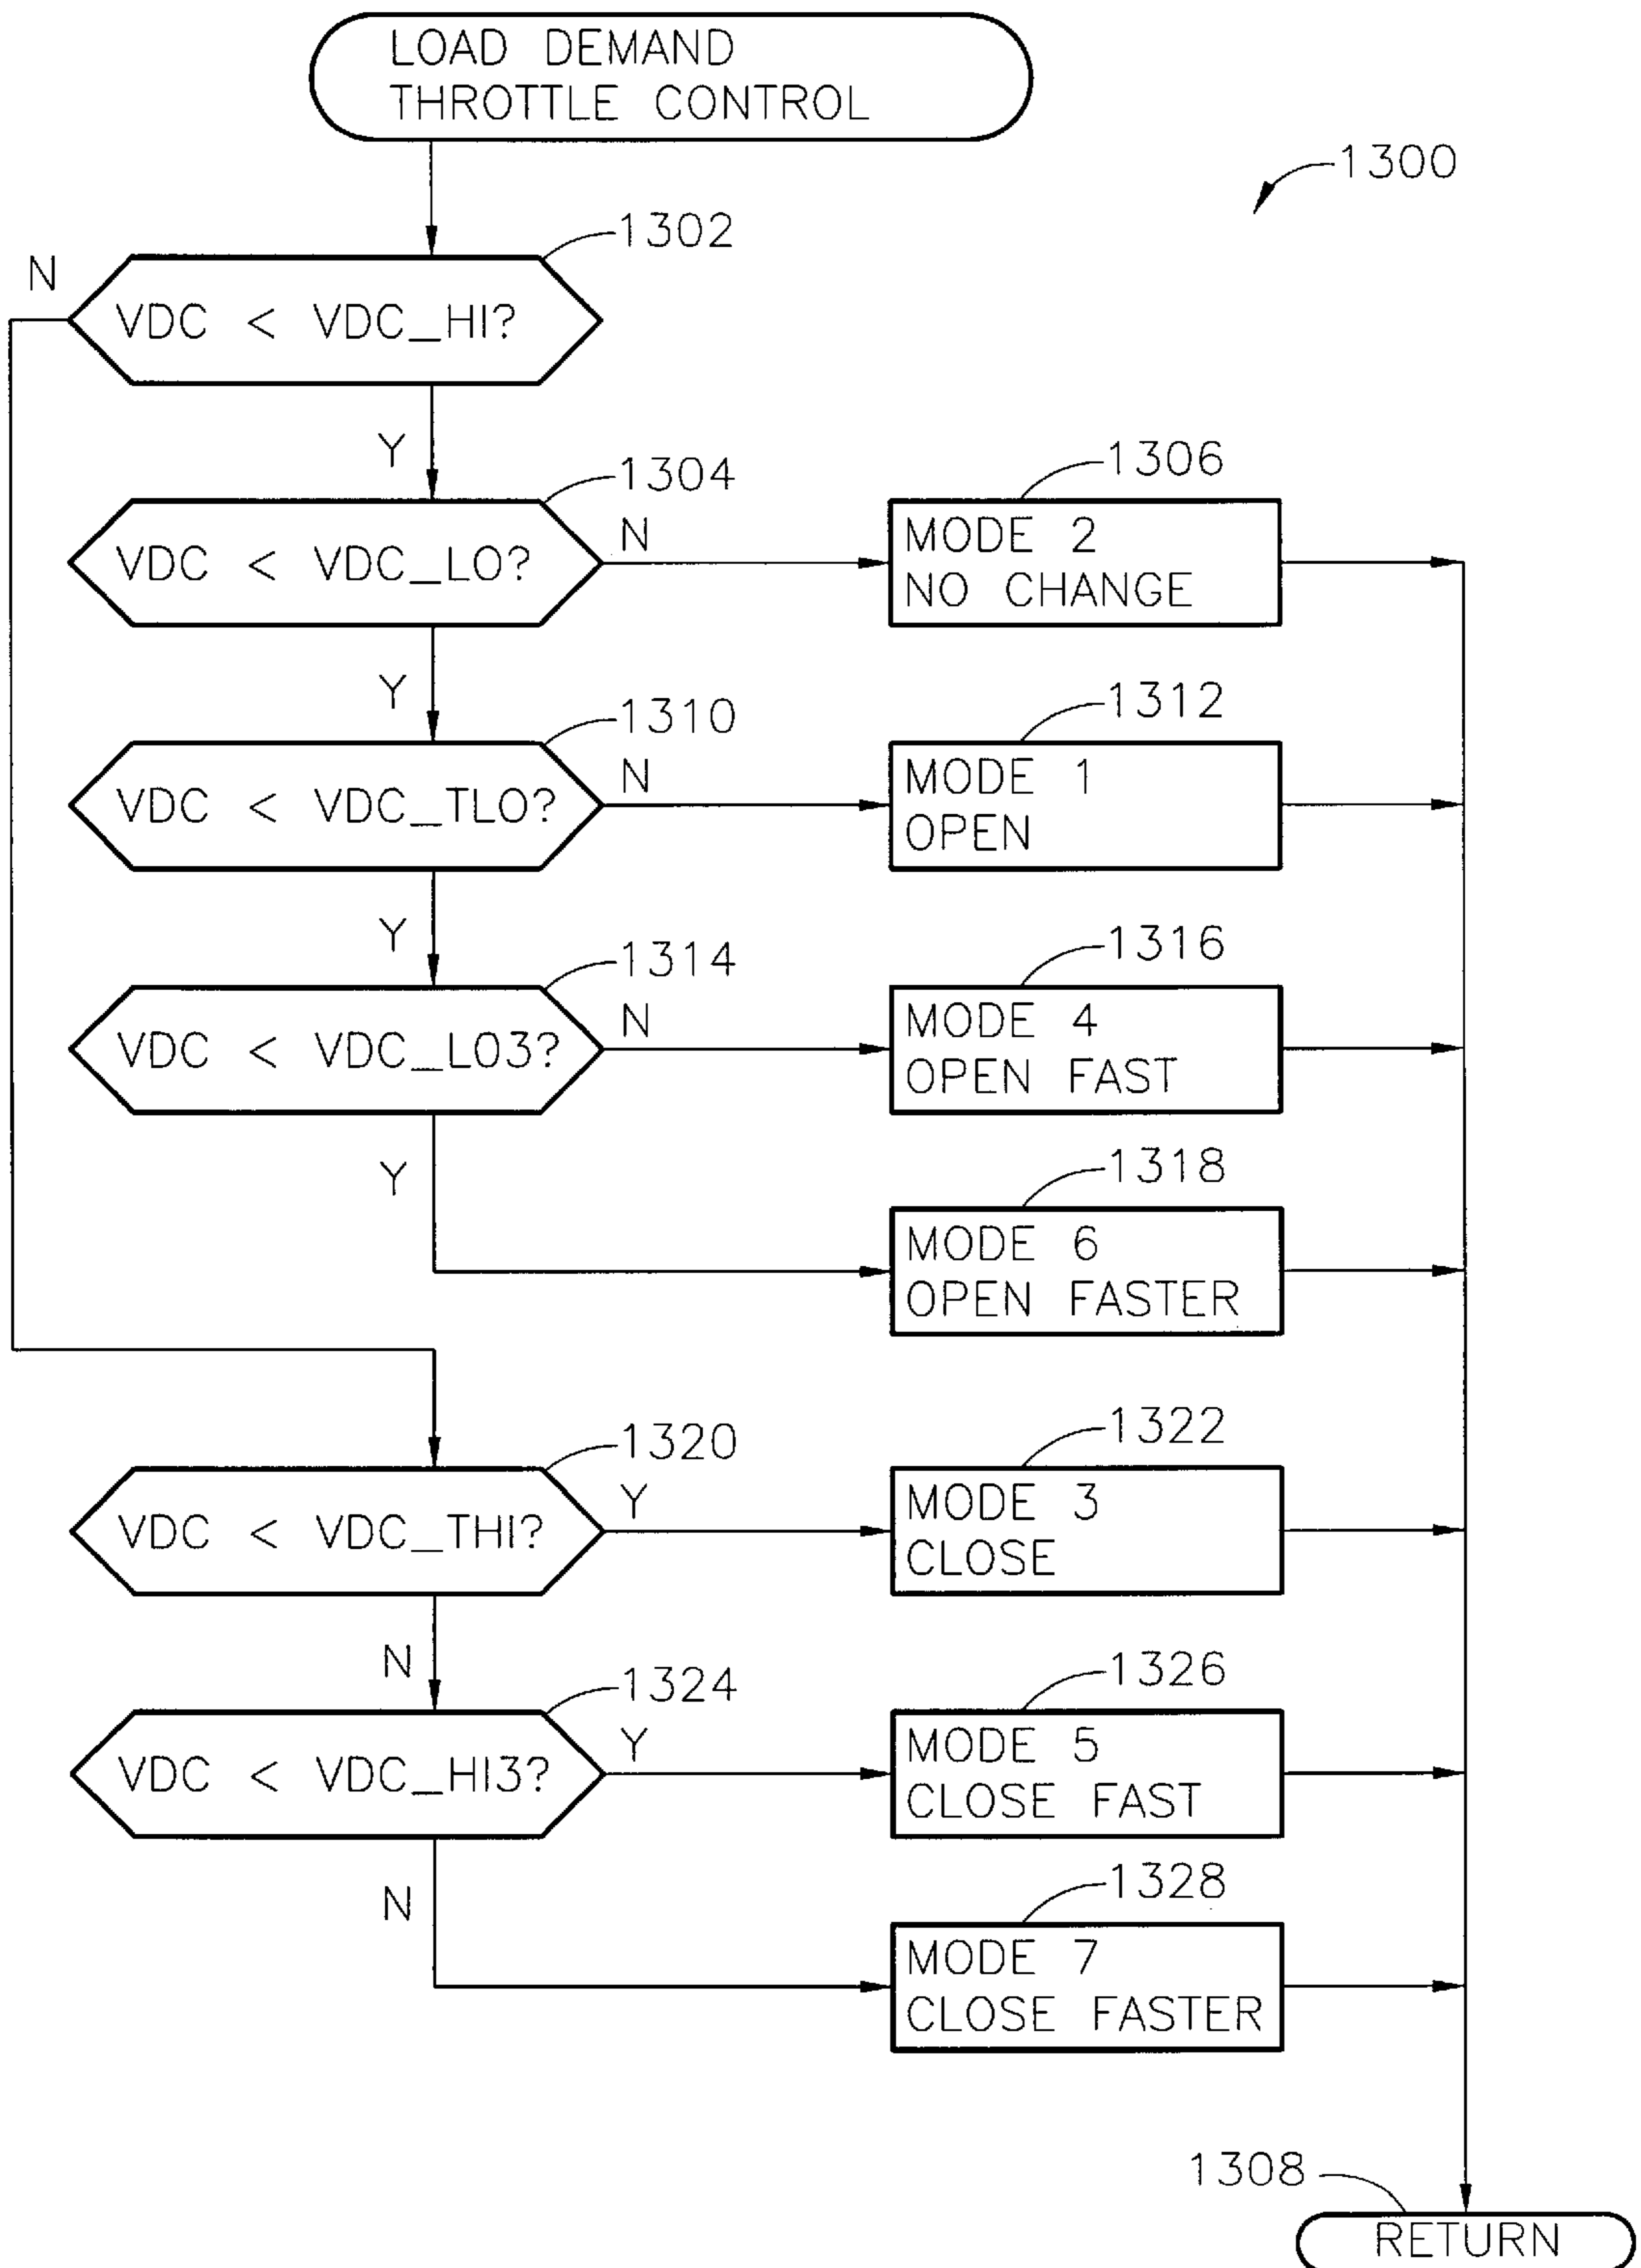 LOAD DEMAND
THROTTLE CONTROL
1300
1302
N
VDC < VDC_HI?
Y
1304
VDC < VDC_LO?
N
1306
MODE 2
NO CHANGE
Y
1310
VDC < VDC_TLO?
N
1312
MODE 1
OPEN
Y
1314
VDC < VDC_LO3?
N
1316
MODE 4
OPEN FAST
Y
1318
MODE 6
OPEN FASTER
1320
VDC < VDC_THI?
Y
1322
MODE 3
CLOSE
N
1324
VDC < VDC_HI3?
Y
1326
MODE 5
CLOSE FAST
N
1328
MODE 7
CLOSE FASTER
1308
RETURN